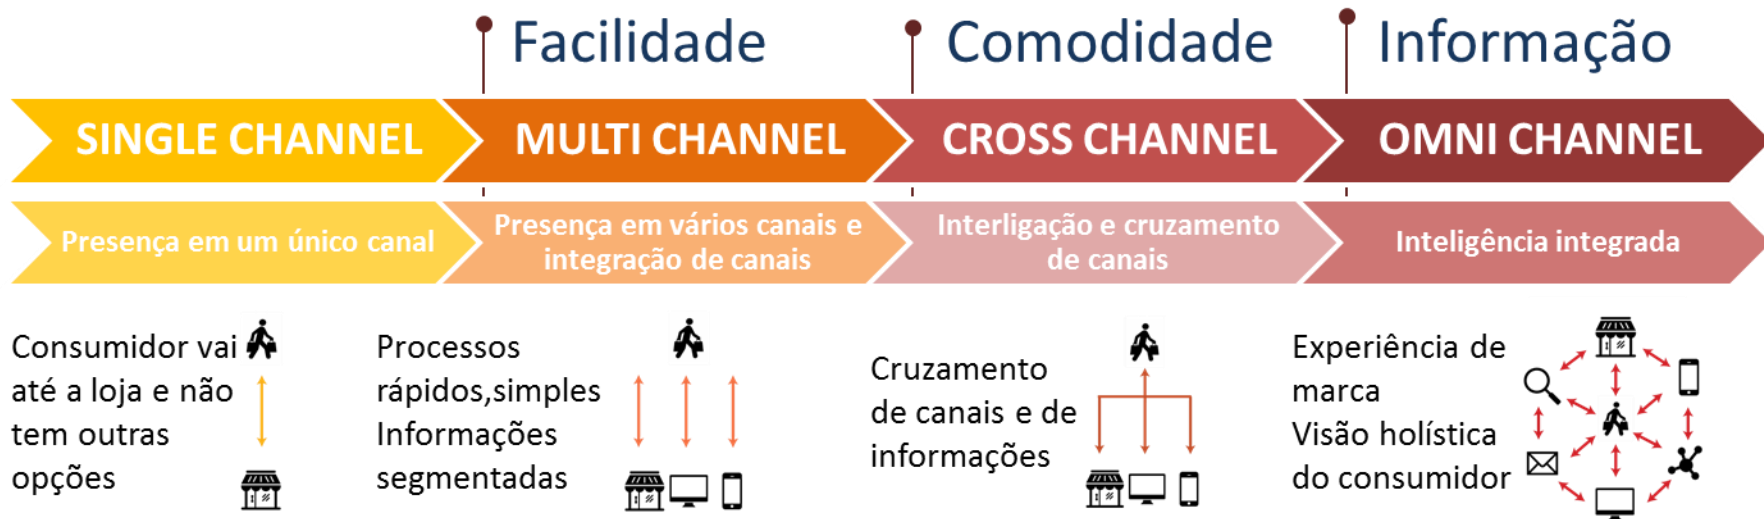 Facilidade
Comodidade
Informação
SINGLE CHANNEL
MULTI CHANNEL
CROSS CHANNEL
OMNI CHANNEL
Presença em um único canal
Presença em vários canais e
integração de canais
Interligação e cruzamento
de canais
Inteligência integrada
Consumidor vai
até a loja e não
tem outras
opções
Processos
rápidos,simples
Informações
segmentadas
Cruzamento
de canais e de
informações
Experiência de
marca
Visão holística
do consumidor